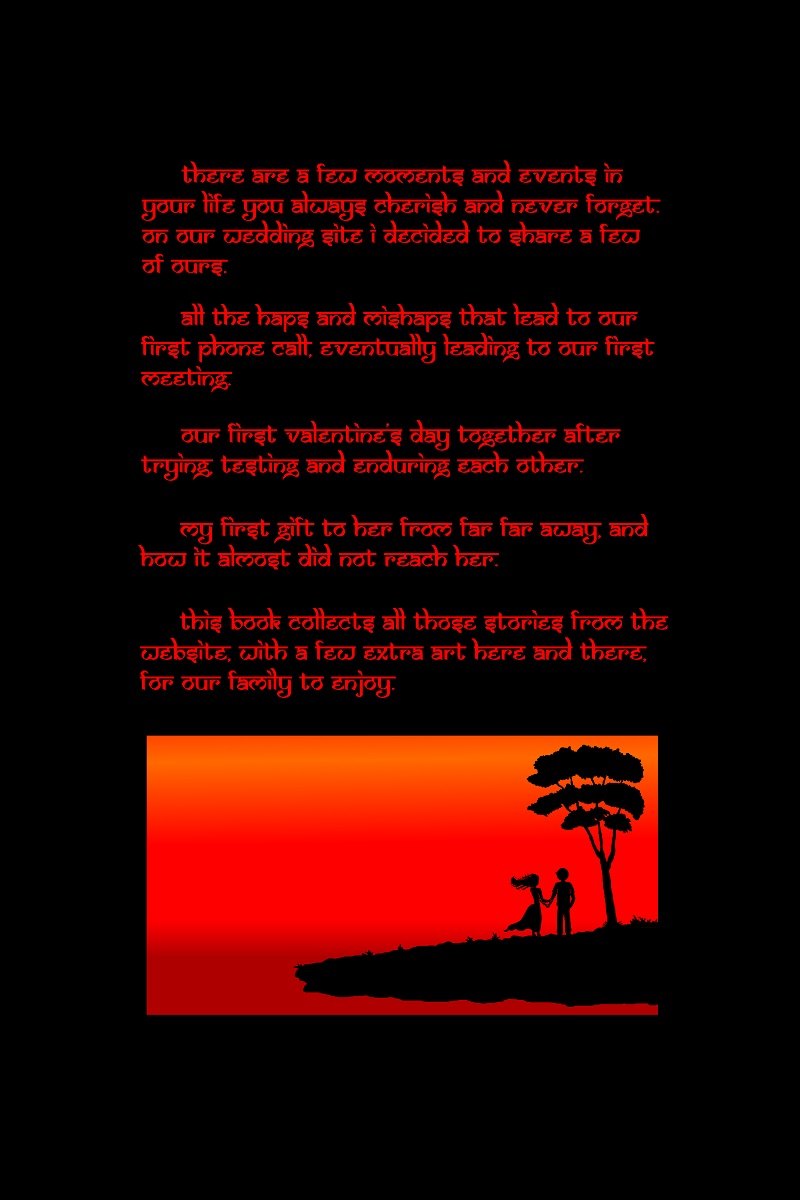 there are a few moments and events in
your life you always cherish and never forget.
on our wedding site i decided to share a few
of ours.
all the haps and mishaps that lead to our
first phone call, eventually leading to our first
meeting.
our first valentine's day together after
trying, testing and enduring each other.
my first gift to her from far far away, and
how it almost did not reach her.
this book collects all those stories from the
website, with a few extra art here and there,
for our family to enjoy.